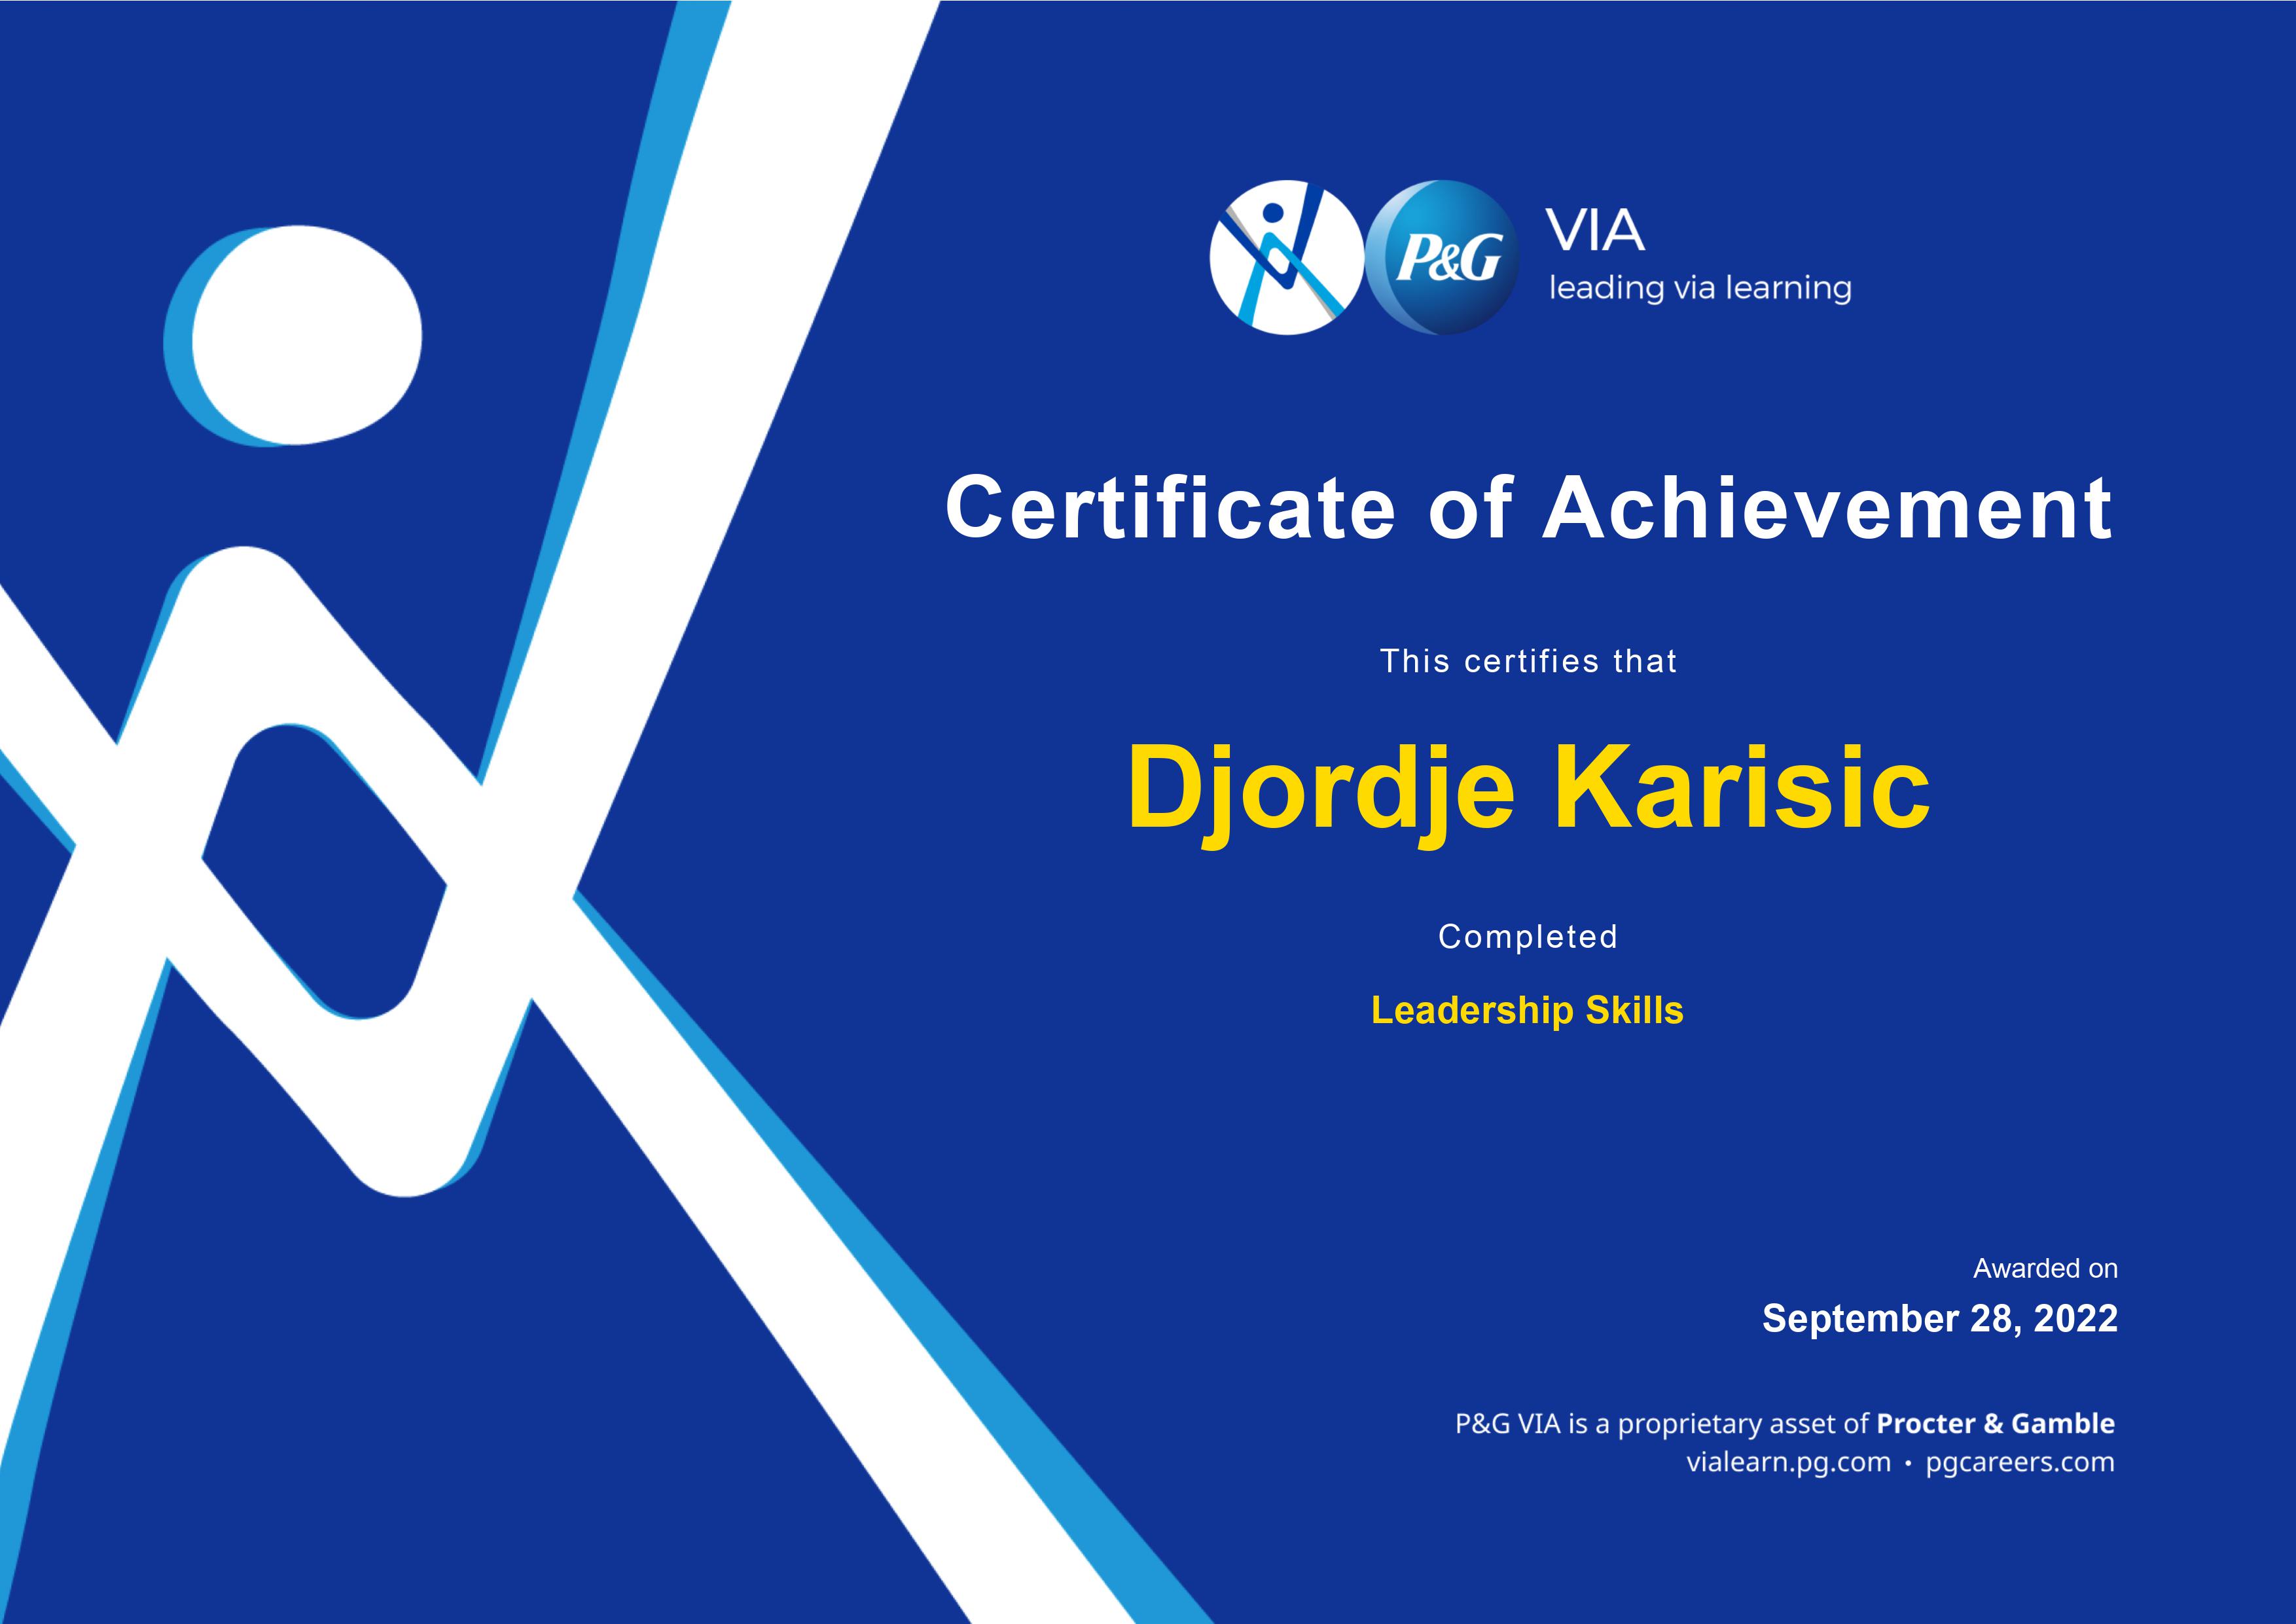 P&G
VIA
leading via learning
Certificate of Achievement
This certifies that
Djordje Karisic
Completed
Leadership Skills
Awarded on
September 28, 2022
P&G VIA is a proprietary asset of Procter & Gamble
vialearn.pg.com • pgcareers.com